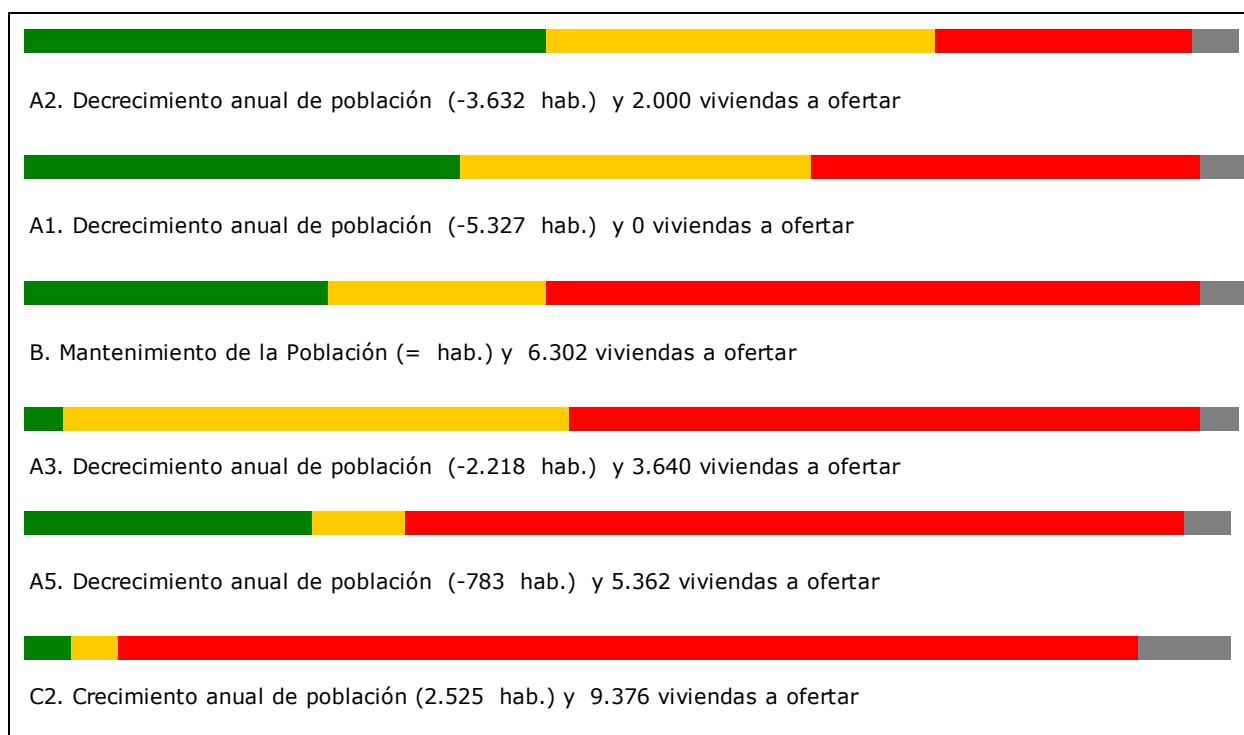 A2. Decrecimiento anual de población (-3.632 hab.) y 2.000 viviendas a ofertar
A1. Decrecimiento anual de población (-5.327 hab.) y 0 viviendas a ofertar
B. Mantenimiento de la Población (= hab.) y 6.302 viviendas a ofertar
A3. Decrecimiento anual de población (-2.218 hab.) y 3.640 viviendas a ofertar
A5. Decrecimiento anual de población (-783 hab.) y 5.362 viviendas a ofertar
C2. Crecimiento anual de población (2.525 hab.) y 9.376 viviendas a ofertar